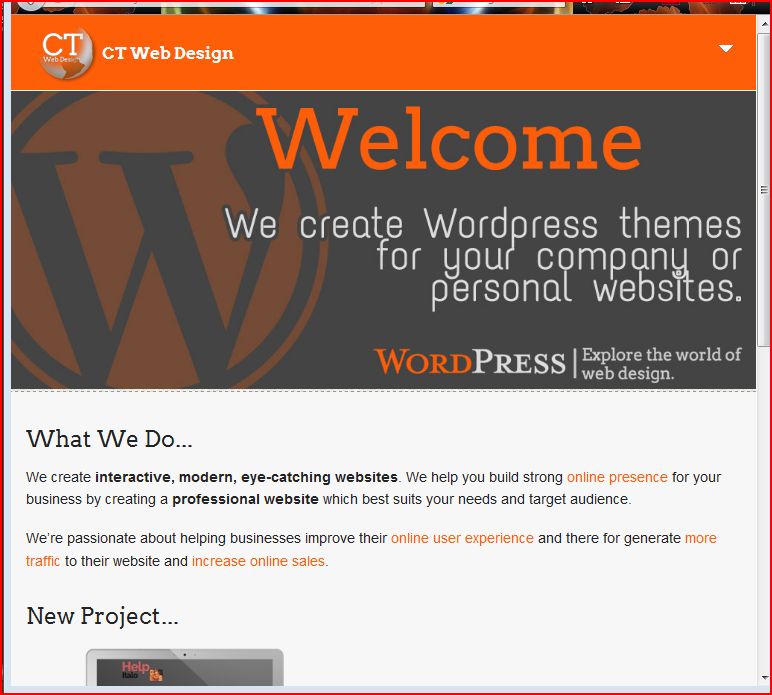 CT
Web Design
CT Web Design
Welcome
We create Wordpress themes
for your company or
personal websites.
WORDPRESS
Explore the world of
web design.
What We Do...
We create interactive, modern, eye-catching websites. We help you build strong online presence for your
business by creating a professional website which best suits your needs and target audience.
We're passionate about helping businesses improve their online user experience and there for generate more
traffic to their website and increase online sales.
New Project...
Help
Italo